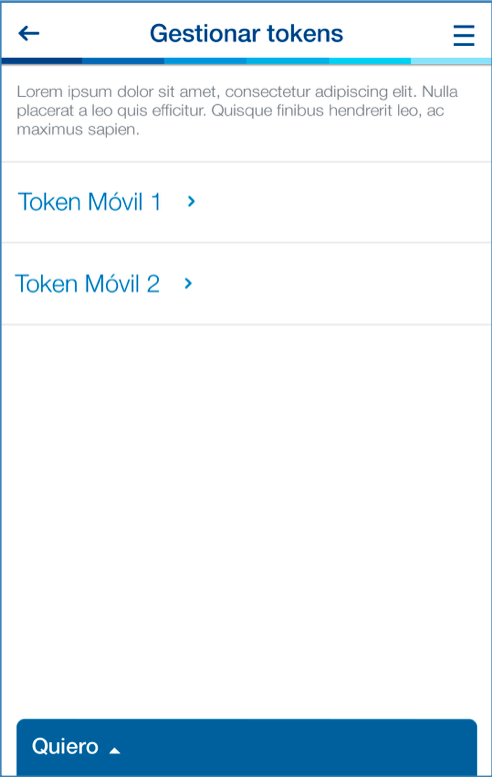 Gestionar tokens
Lorem ipsum dolor sit amet, consectetur adipiscing elit. Nulla
placerat a leo quis efficitur. Quisque finibus hendrerit leo, ac
maximus sapien.
Token Móvil 1
Token Móvil 2
Quiero